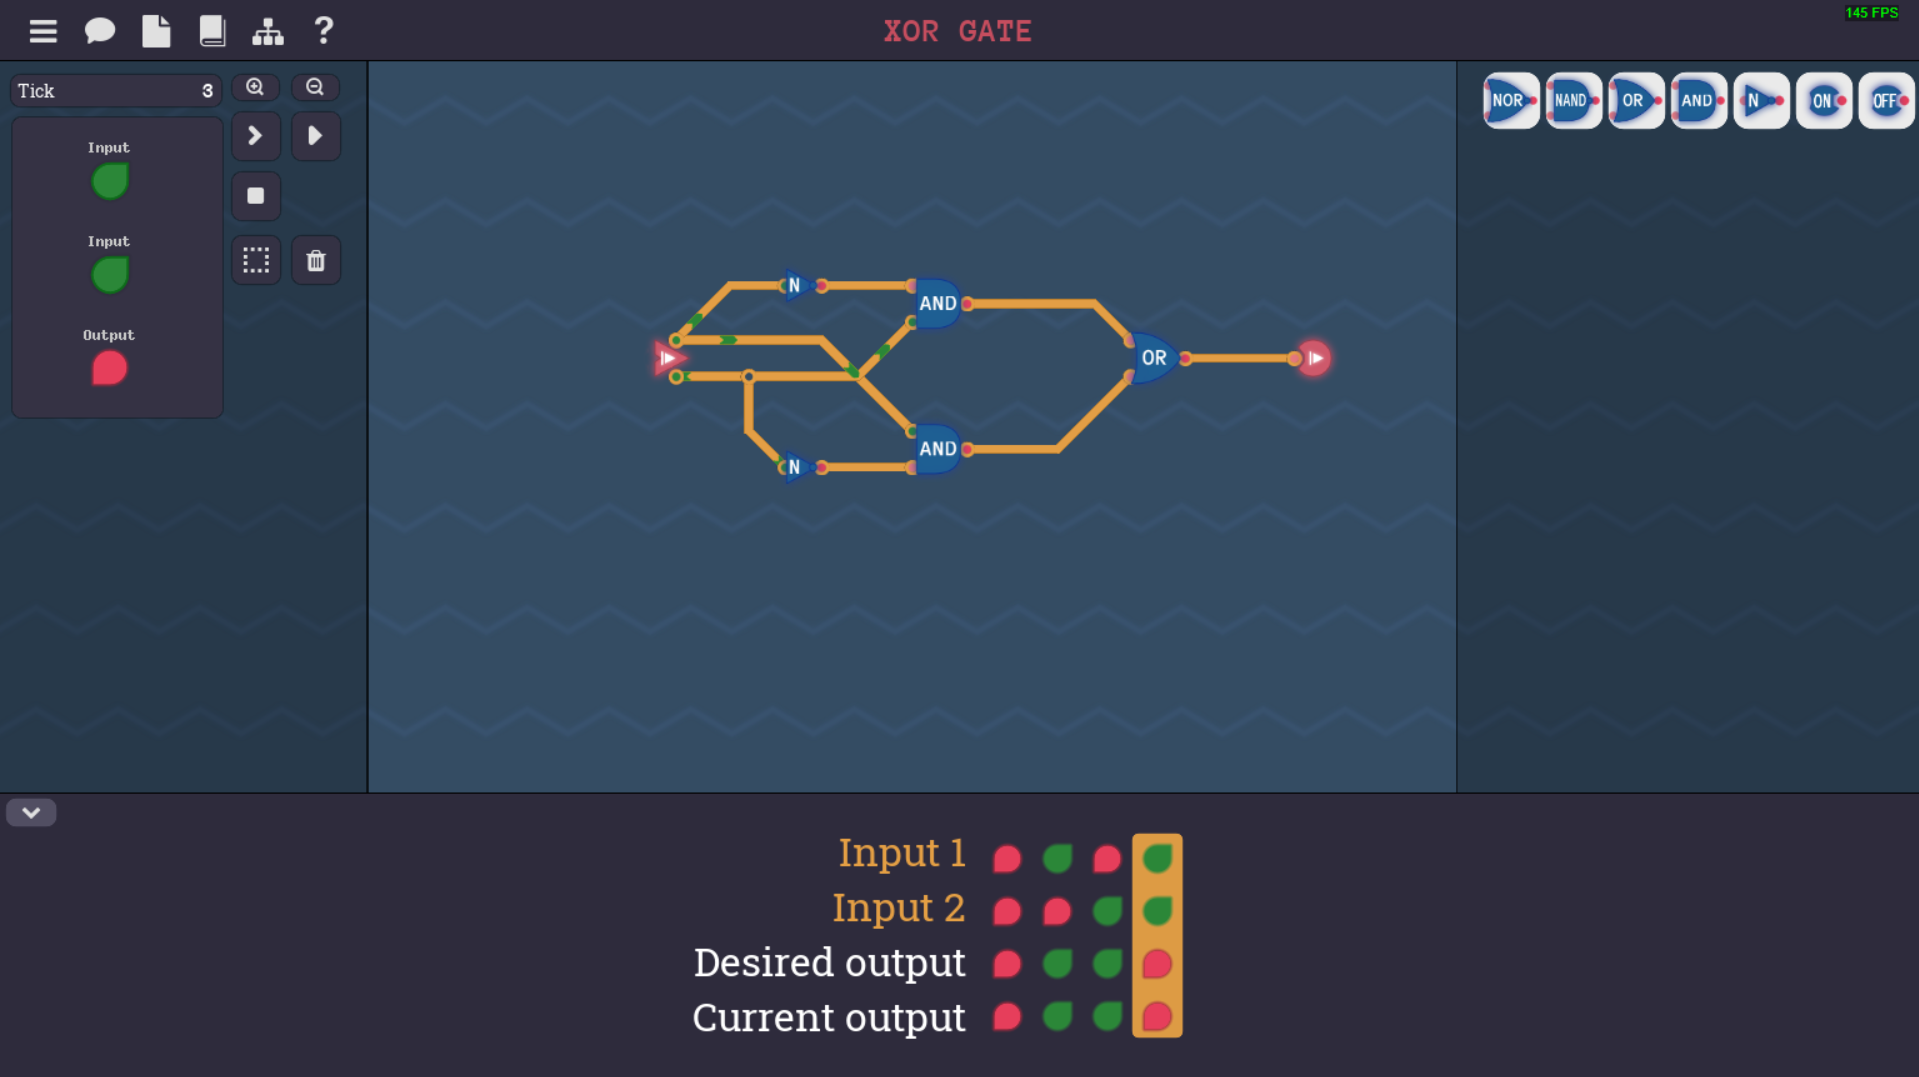 145 FPS
? XOR GATE
Tick 3
NOR NAND OR AND N ON OFF
Input
Input
Output
N
AND
OR
AND
N
Input 1
Input 2
Desired output
Current output